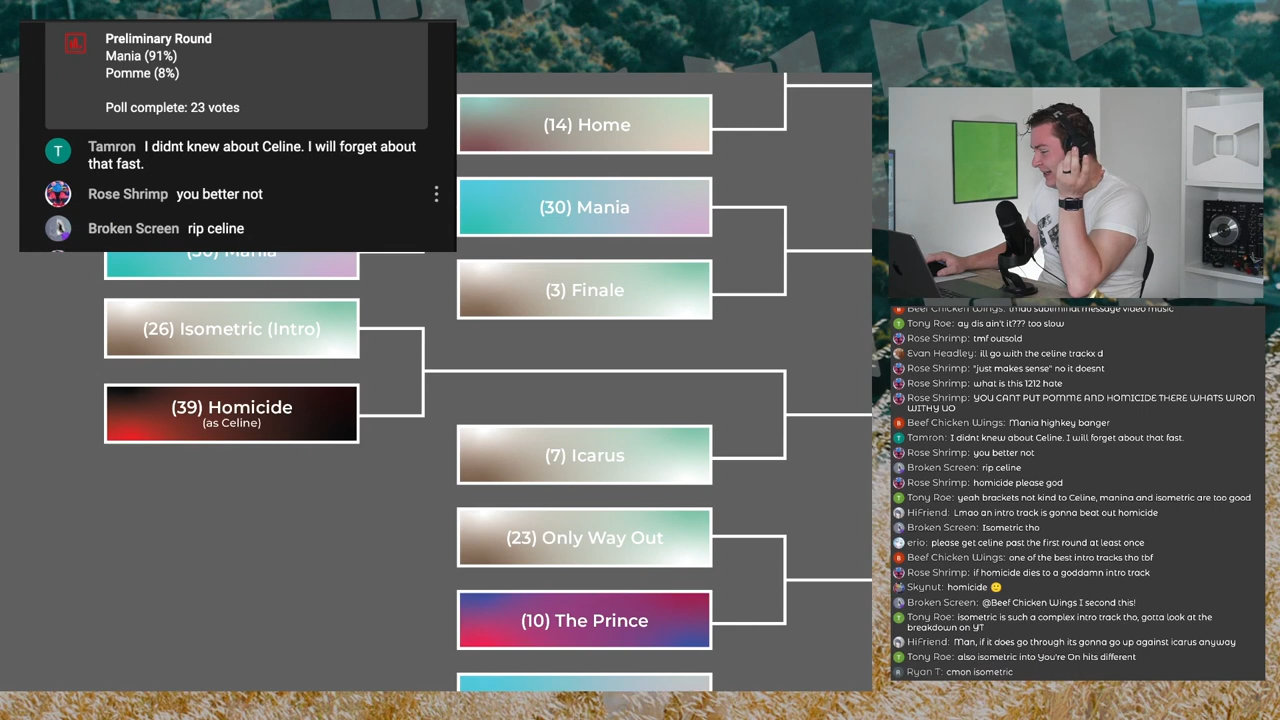 Preliminary Round
Mania (91%)
Pomme (8%)
Poll complete: 23 votes
T Tamron I didnt knew about Celine. I will forget about
that fast.
Rose Shrimp you better not
Broken Screen rip celine
(30) Mania
(26) Isometric (Intro)
(39) Homicide
(as Celine)
(14) Home
(30) Mania
(3) Finale
(7) Icarus
(23) Only Way Out
(10) The Prince
Beef Chicken Wings: lmao subliminal message video music
Tony Roe: ay dis ain't it??? too slow
Rose Shrimp: tmf outsold
Evan Headley: ill go with the celine trackx d
Rose Shrimp: "just makes sense" no it doesnt
Rose Shrimp: what is this 1212 hate
Rose Shrimp: YOU CANT PUT POMME AND HOMICIDE THERE WHATS WRON
WITHY UO
Beef Chicken Wings: Mania highkey banger
Tamron: I didnt knew about Celine. I will forget about that fast.
Rose Shrimp: you better not
Broken Screen: rip celine
Rose Shrimp: homicide please god
Tony Roe: yeah brackets not kind to Celine, manina and isometric are too good
HiFriend: Lmao an intro track is gonna beat out homicide
Broken Screen: Isometric tho
erio: please get celine past the first round at least once
Beef Chicken Wings: one of the best intro tracks tho tbf
Rose Shrimp: if homicide dies to a goddamn intro track
Skynut: homicide 🙂
Broken Screen: @Beef Chicken Wings I second this!
Tony Roe: isometric is such a complex intro track tho, gotta look at the
breakdown on YT
HiFriend: Man, if it does go through its gonna go up against icarus anyway
Tony Roe: also isometric into You're On hits different
Ryan T: cmon isometric